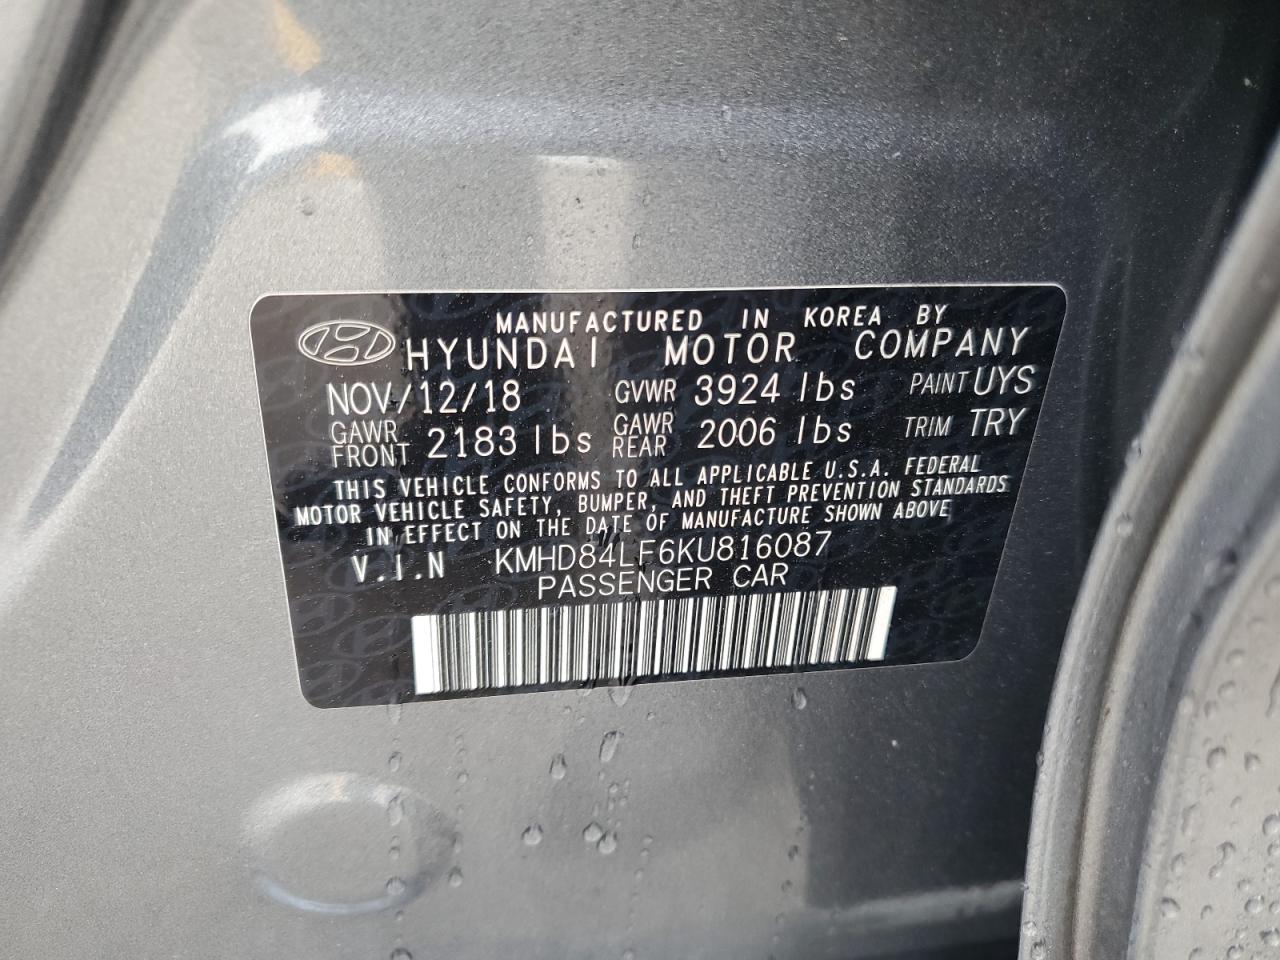 MANUFACTURED IN KOREA BY
HYUNDAI MOTOR COMPANY
NOV/12/18 GVWR 3924 lbs PAINT UYS
GAWR FRONT 2183 lbs GAWR REAR 2006 lbs TRIM TRY
THIS VEHICLE CONFORMS TO ALL APPLICABLE U.S.A. FEDERAL
MOTOR VEHICLE SAFETY, BUMPER, AND THEFT PREVENTION STANDARDS
IN EFFECT ON THE DATE OF MANUFACTURE SHOWN ABOVE
V.I.N KMHD84LF6KU816087
PASSENGER CAR